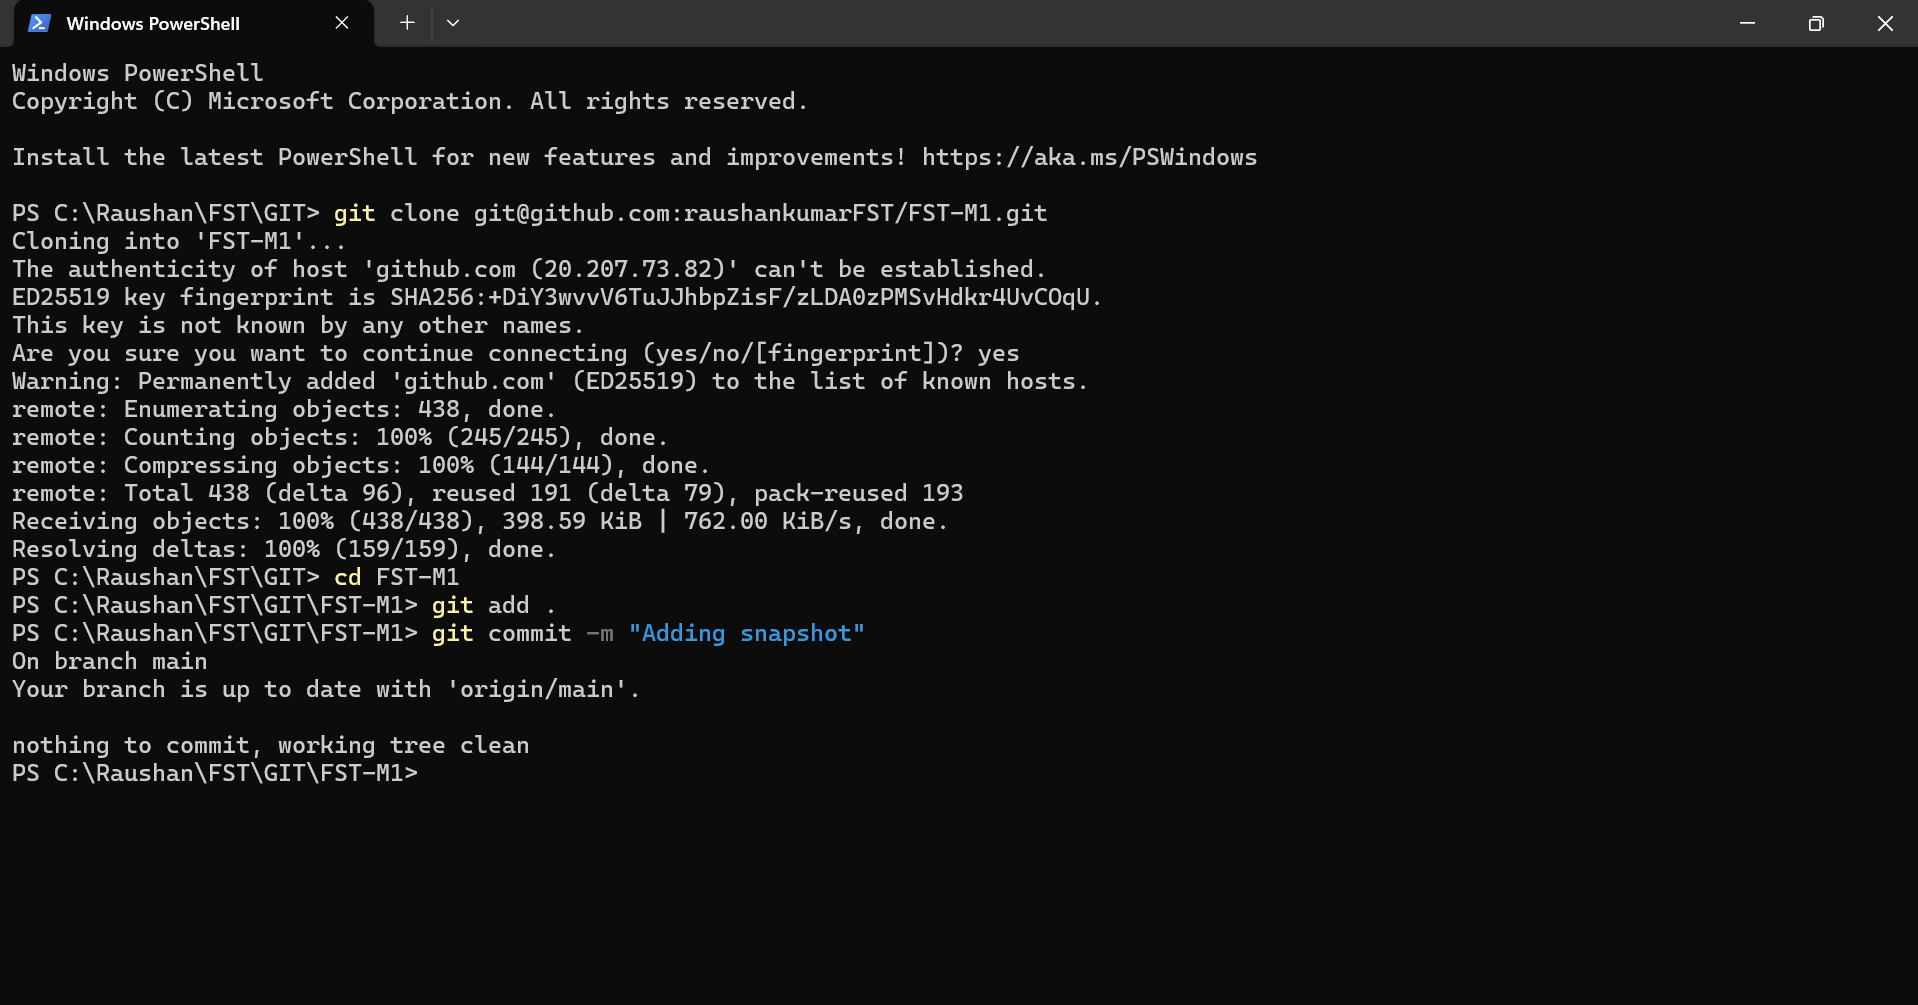 Windows PowerShell
Windows PowerShell
Copyright (C) Microsoft Corporation. All rights reserved.
Install the latest PowerShell for new features and improvements! https://aka.ms/PSWindows
PS C:\Raushan\FST\GIT> git clone git@github.com:raushankumarFST/FST-M1.git
Cloning into 'FST-M1'...
The authenticity of host 'github.com (20.207.73.82)' can't be established.
ED25519 key fingerprint is SHA256:+DiY3wvvV6TuJJhbpZisF/zLDA0zPMSvHdkr4UvCOqU.
This key is not known by any other names.
Are you sure you want to continue connecting (yes/no/[fingerprint])? yes
Warning: Permanently added 'github.com' (ED25519) to the list of known hosts.
remote: Enumerating objects: 438, done.
remote: Counting objects: 100% (245/245), done.
remote: Compressing objects: 100% (144/144), done.
remote: Total 438 (delta 96), reused 191 (delta 79), pack-reused 193
Receiving objects: 100% (438/438), 398.59 KiB | 762.00 KiB/s, done.
Resolving deltas: 100% (159/159), done.
PS C:\Raushan\FST\GIT> cd FST-M1
PS C:\Raushan\FST\GIT\FST-M1> git add .
PS C:\Raushan\FST\GIT\FST-M1> git commit -m "Adding snapshot"
On branch main
Your branch is up to date with 'origin/main'.
nothing to commit, working tree clean
PS C:\Raushan\FST\GIT\FST-M1>